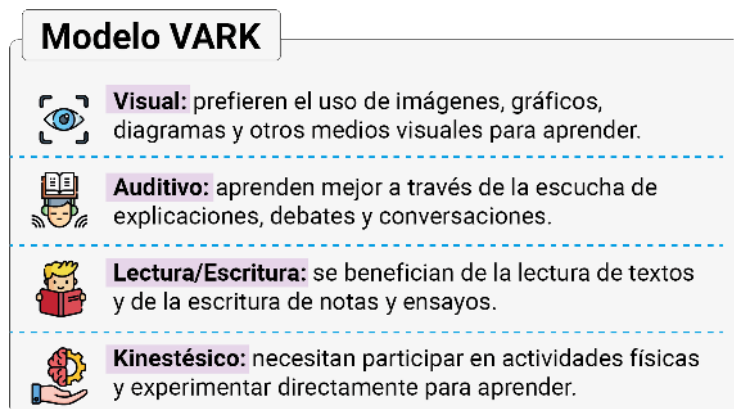 Modelo VARK
Visual: prefieren el uso de imágenes, gráficos,
diagramas y otros medios visuales para aprender.
Auditivo: aprenden mejor a través de la escucha de
explicaciones, debates y conversaciones.
Lectura/Escritura: se benefician de la lectura de textos
y de la escritura de notas y ensayos.
Kinestésico: necesitan participar en actividades físicas
y experimentar directamente para aprender.